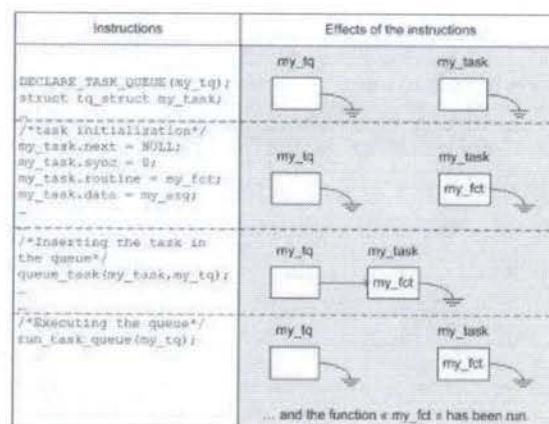 Instructions
Effects of the instructions
DECLARE_TASK_QUEUE(my_tq);
struct tq_struct my_task;
…
my_tq
my_task
/*task initialization*/
my_task.next = NULL;
my_task.sync = 0;
my_task.routine = my_fct;
my_task.data = my_arg;
…
my_tq
my_task
my_fct
/*Inserting the task in
the queue*/
queue_task(my_task,my_tq);
…
…
my_tq
my_task
my_fct
/*Executing the queue*/
run_task_queue(my_tq);
my_tq
my_task
my_fct
... and the function « my_fct » has been run